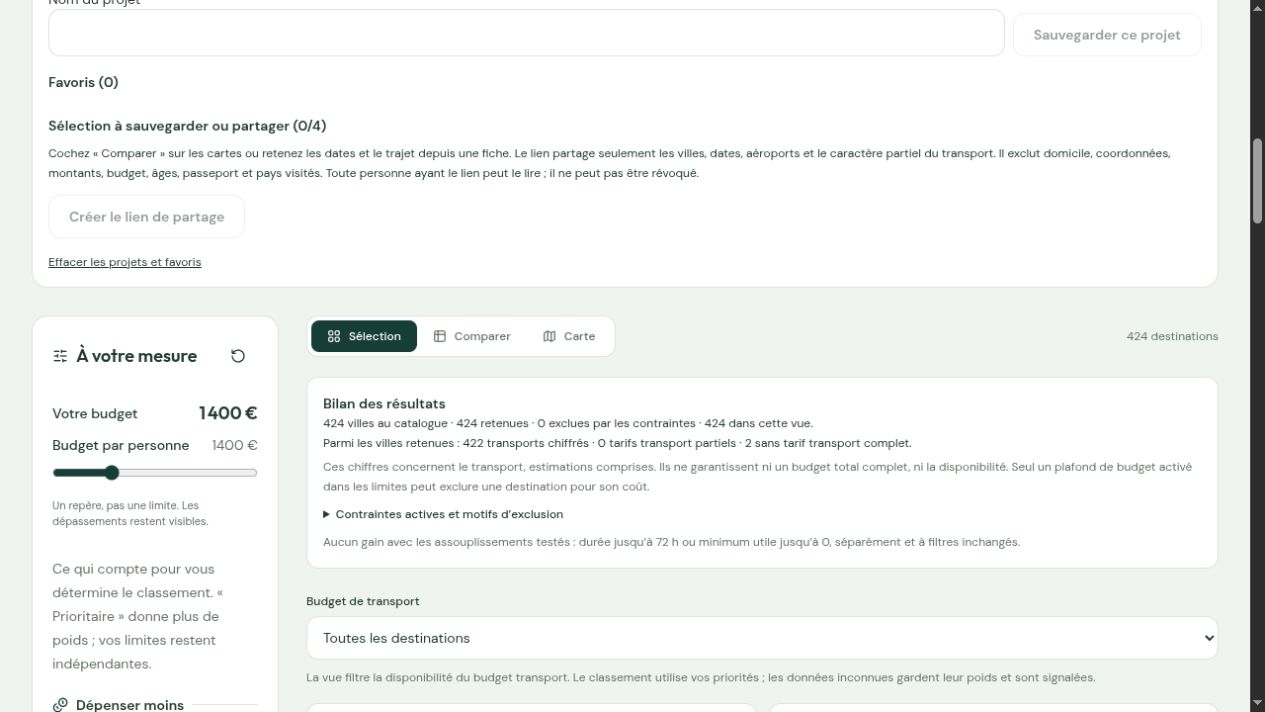 Nom du projet
Sauvegarder ce projet
Favoris (0)
Sélection à sauvegarder ou partager (0/4)
Cochez « Comparer » sur les cartes ou retenez les dates et le trajet depuis une fiche. Le lien partage seulement les villes, dates, aéroports et le caractère partiel du transport. Il exclut domicile, coordonnées,
montants, budget, âges, passeport et pays visités. Toute personne ayant le lien peut le lire ; il ne peut pas être révoqué.
Créer le lien de partage
Effacer les projets et favoris
À votre mesure
Votre budget 1 400 €
Budget par personne 1400 €
Un repère, pas une limite. Les
dépassements restent visibles.
Ce qui compte pour vous
détermine le classement. «
Prioritaire » donne plus de
poids ; vos limites restent
indépendantes.
Dépenser moins
Sélection Comparer Carte
424 destinations
Bilan des résultats
424 villes au catalogue · 424 retenues · 0 exclues par les contraintes · 424 dans cette vue.
Parmi les villes retenues : 422 transports chiffrés · 0 tarifs transport partiels · 2 sans tarif transport complet.
Ces chiffres concernent le transport, estimations comprises. Ils ne garantissent ni un budget total complet, ni la disponibilité. Seul un plafond de budget activé
dans les limites peut exclure une destination pour son coût.
Contraintes actives et motifs d’exclusion
Aucun gain avec les assouplissements testés : durée jusqu’à 72 h ou minimum utile jusqu’à 0, séparément et à filtres inchangés.
Budget de transport
Toutes les destinations
La vue filtre la disponibilité du budget transport. Le classement utilise vos priorités ; les données inconnues gardent leur poids et sont signalées.